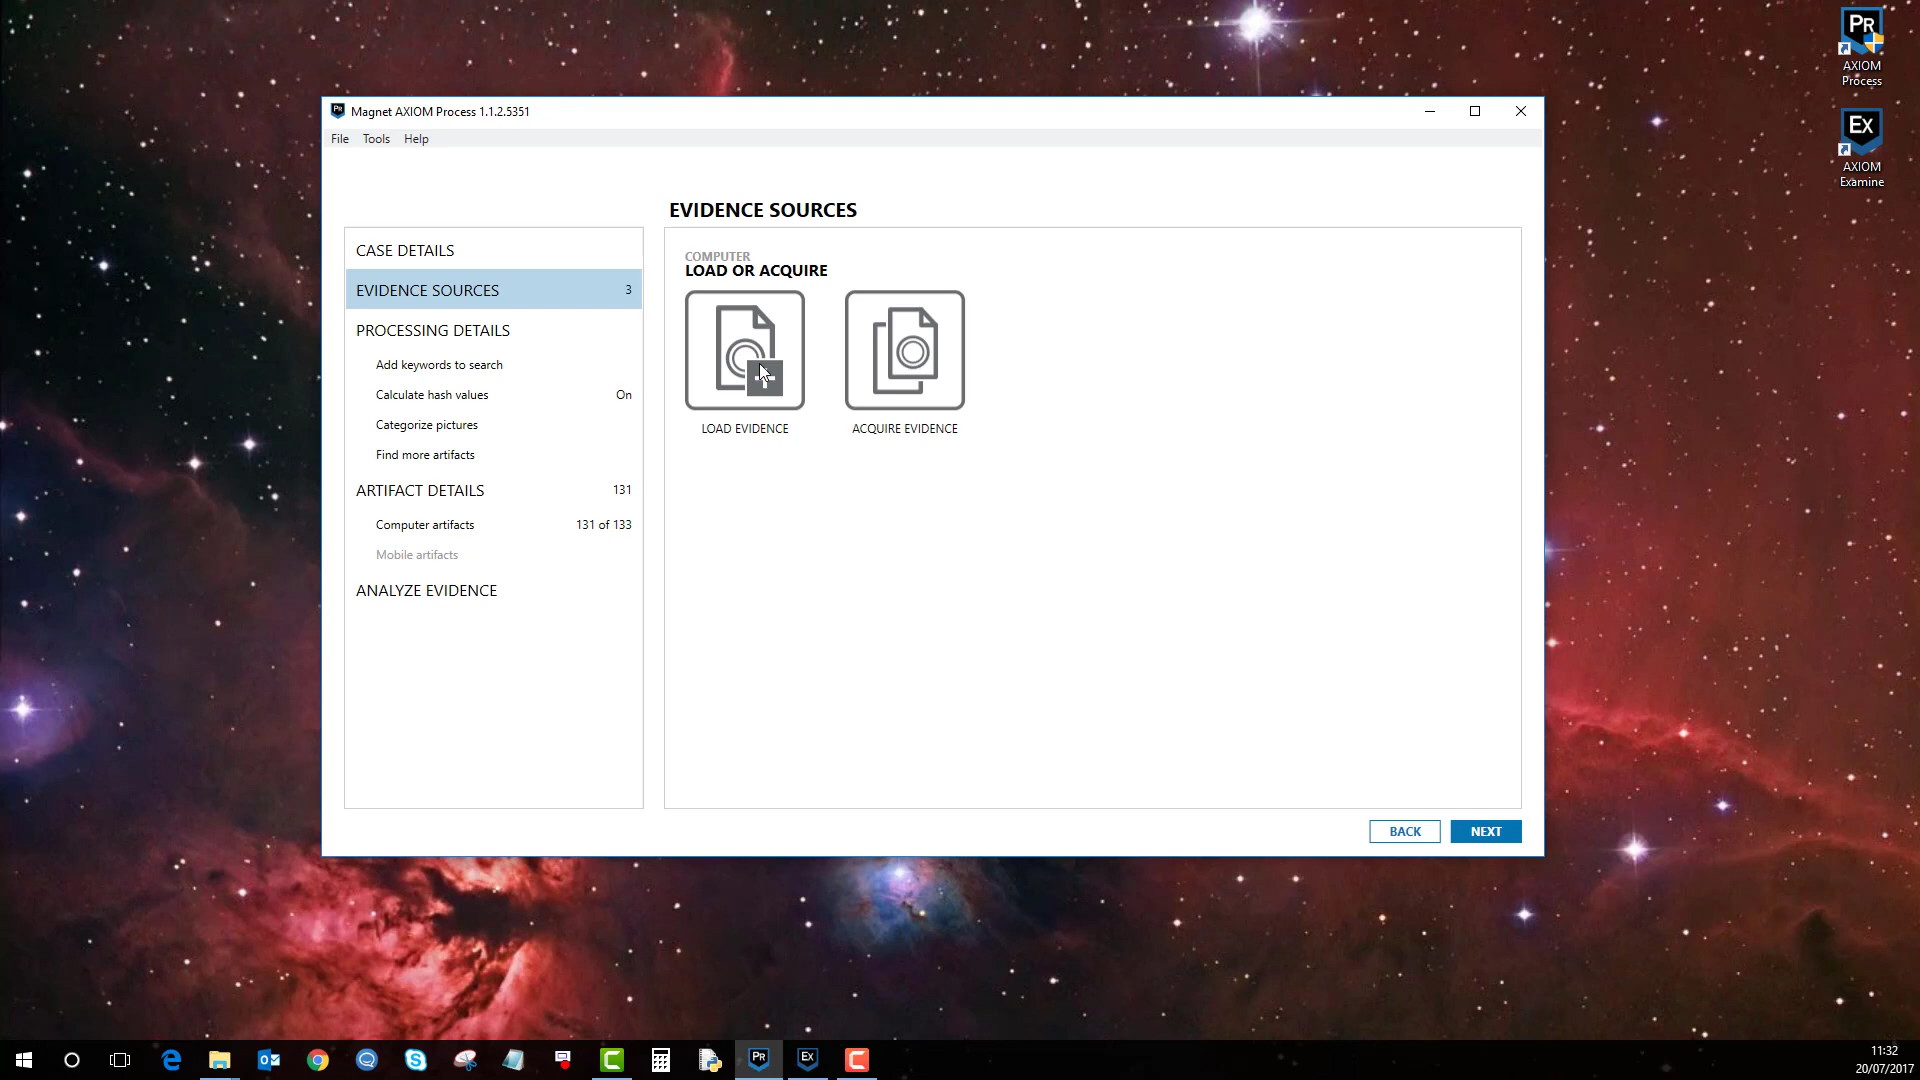 Pr
AXIOM
Process
EX
AXIOM
Examine
PR Magnet AXIOM Process 1.1.2.5351
File Tools Help
EVIDENCE SOURCES
CASE DETAILS
EVIDENCE SOURCES 3
PROCESSING DETAILS
Add keywords to search
Calculate hash values On
Categorize pictures
Find more artifacts
ARTIFACT DETAILS 131
Computer artifacts 131 of 133
Mobile artifacts
ANALYZE EVIDENCE
COMPUTER
LOAD OR ACQUIRE
LOAD EVIDENCE ACQUIRE EVIDENCE
BACK NEXT
PR EX
11:32
20/07/2017